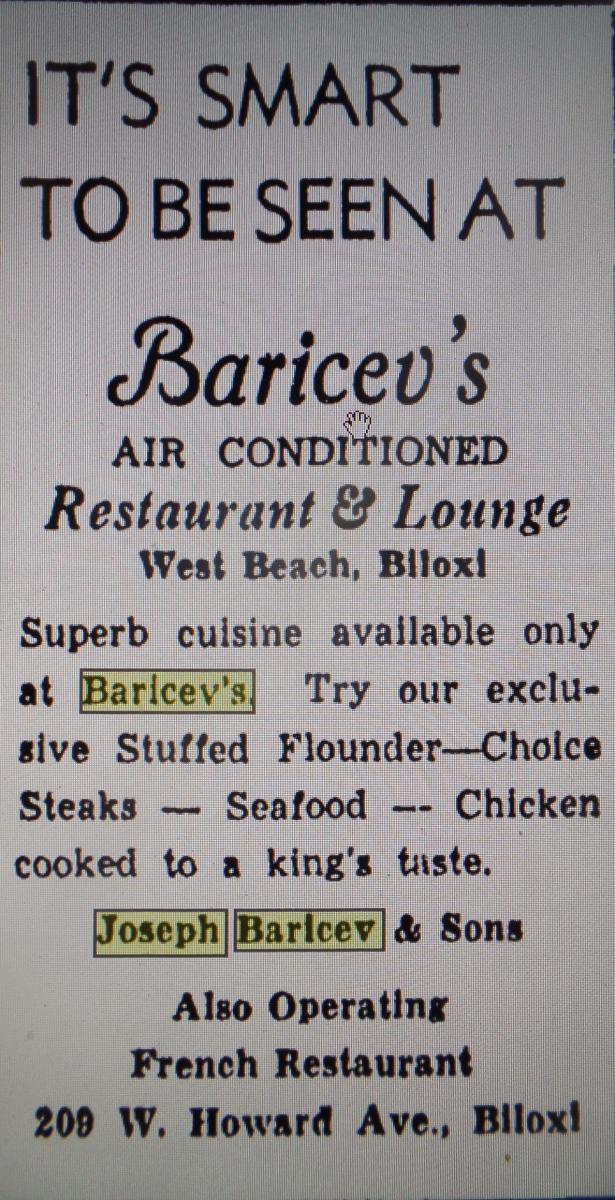 IT'S SMART
TO BE SEEN AT
Baricev's
AIR CONDITIONED
Restaurant & Lounge
West Beach, Biloxi
Superb cuisine available only
at Baricev's. Try our exclu-
sive Stuffed Flounder—Choice
Steaks — Seafood -- Chicken
cooked to a king's taste.
Joseph Baricev & Sons
Also Operating
French Restaurant
209 W. Howard Ave., Biloxi